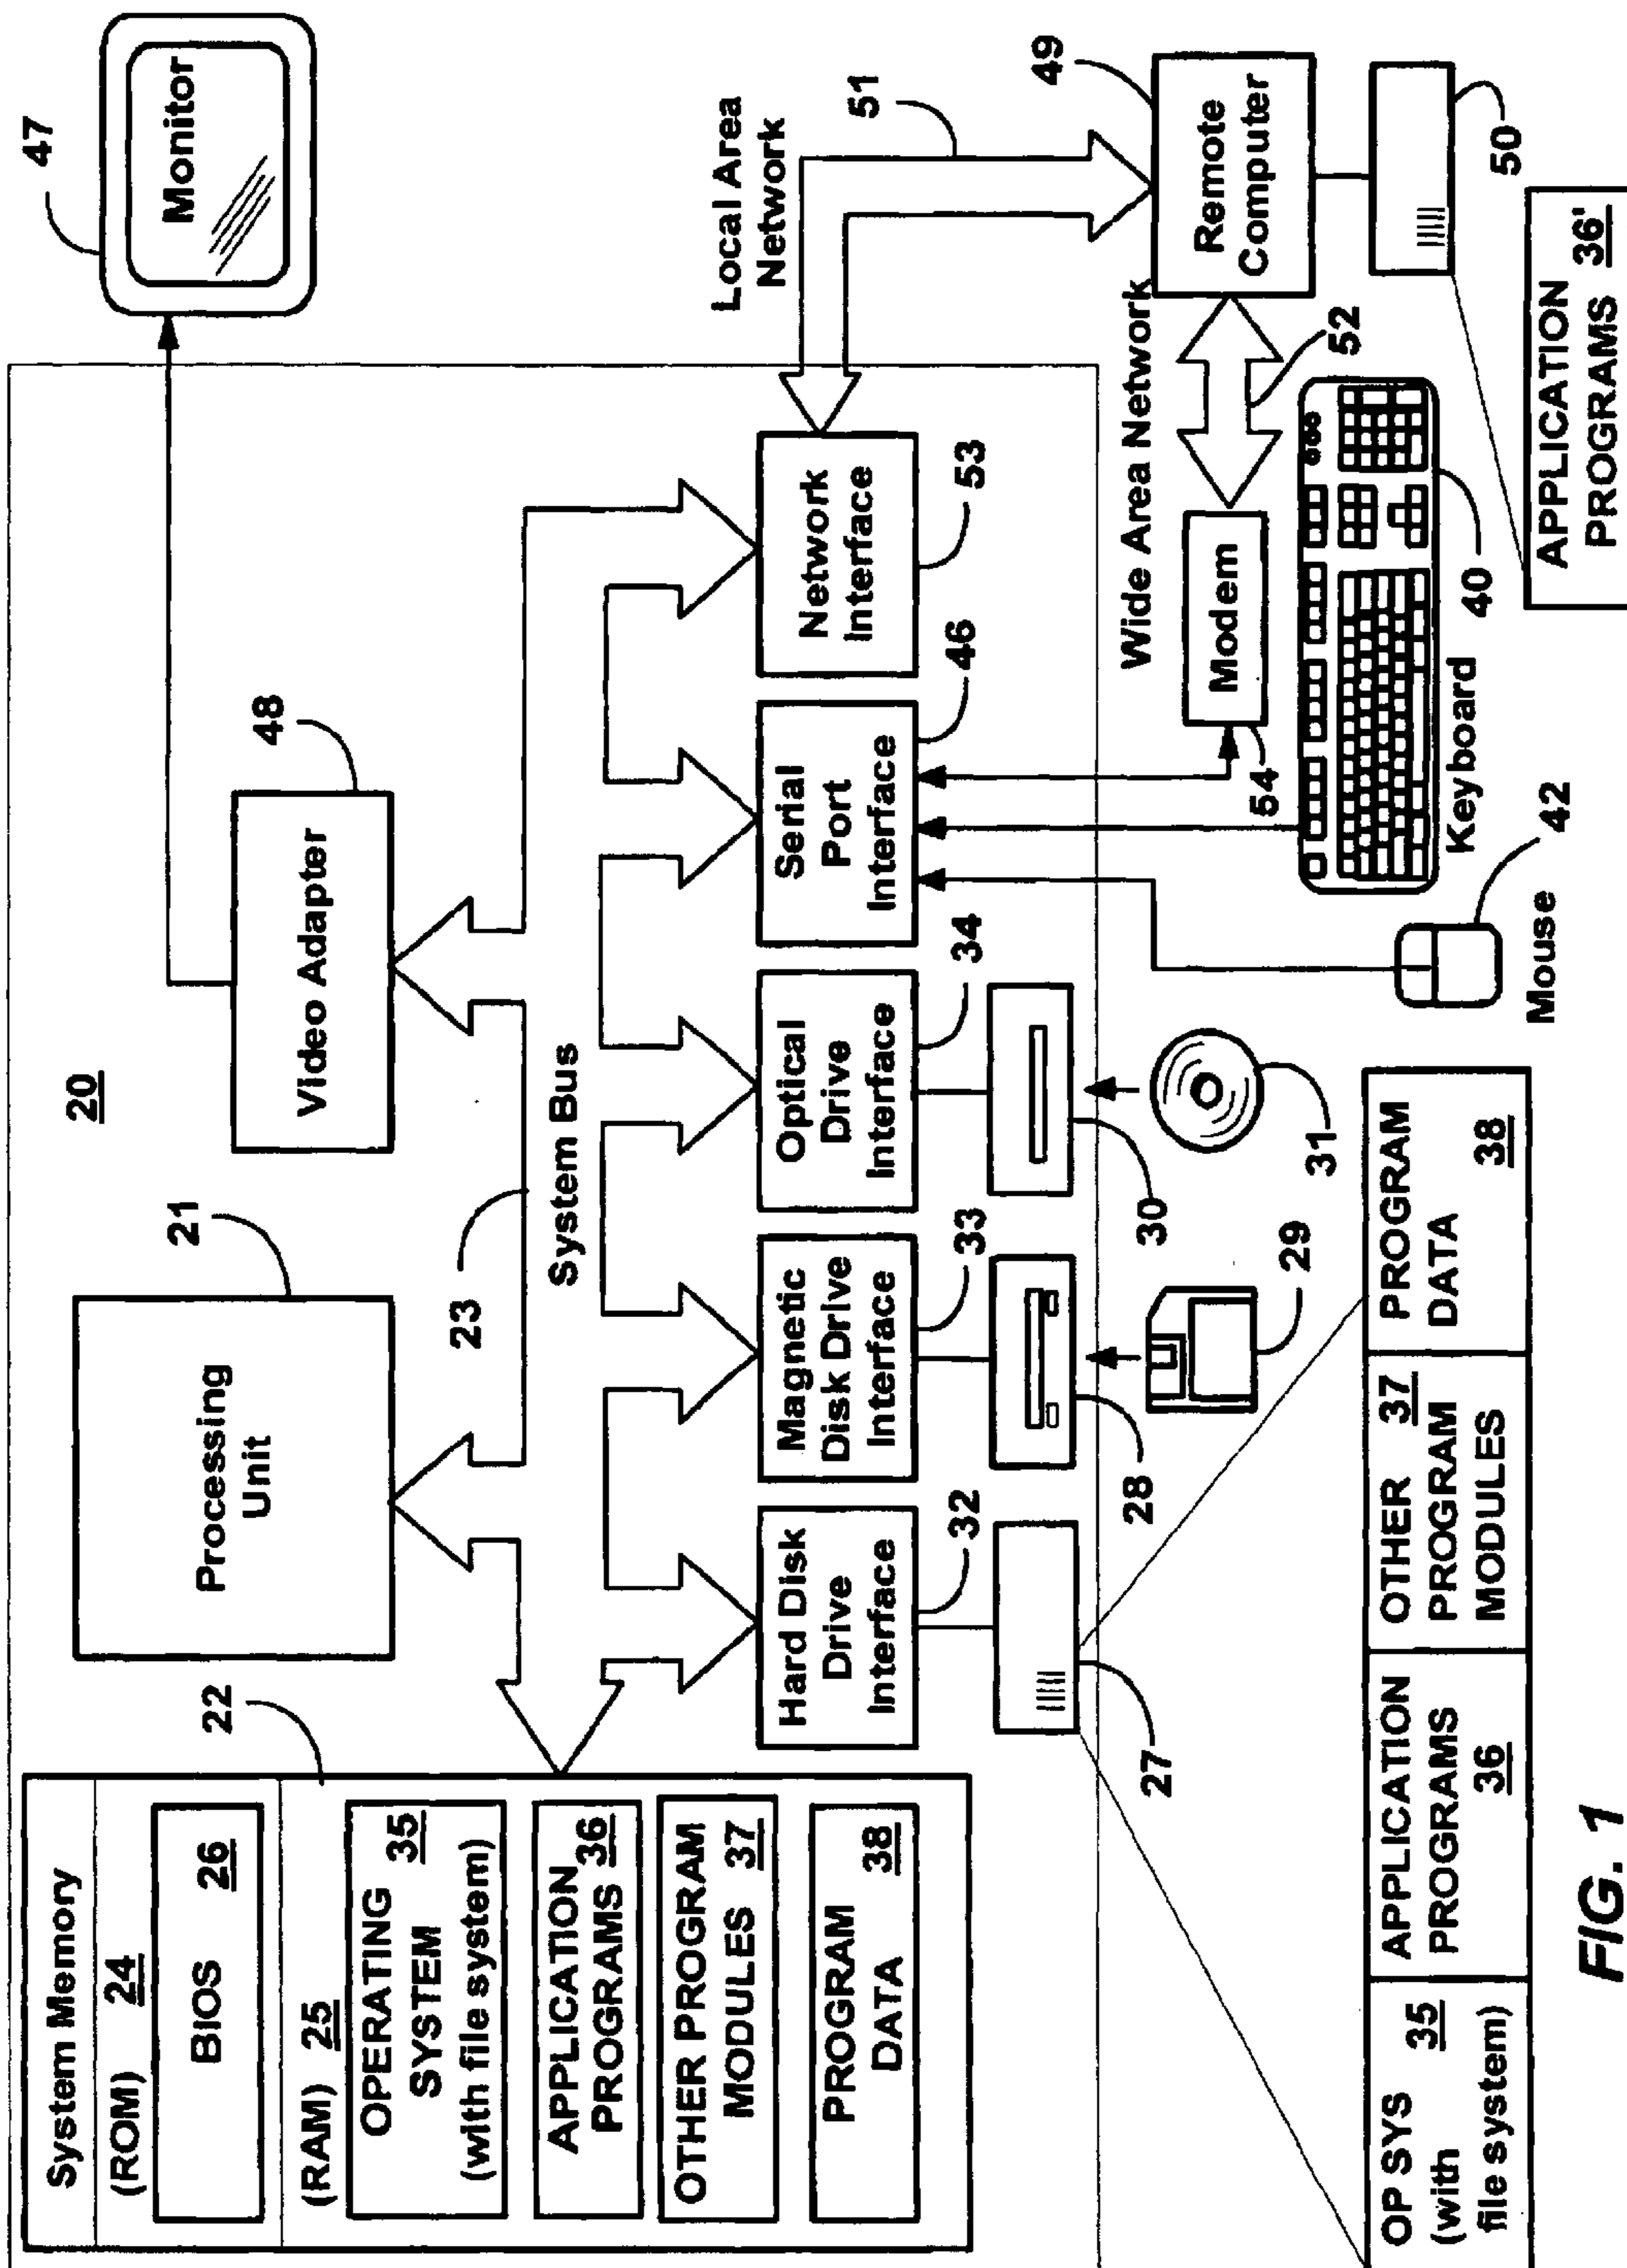 System Memory
(ROM) 24
BIOS 26
(RAM) 25
OPERATING 35
SYSTEM
(with file system)
APPLICATION
PROGRAMS 36
OTHER PROGRAM
MODULES 37
PROGRAM
DATA 38
22
Processing
Unit
21
20
Video Adapter
48
47
Monitor
23
System Bus
Hard Disk
Drive
Interface
32
Magnetic
Disk Drive
Interface
33
Optical
Drive
Interface
34
Serial
Port
Interface
46
Network
Interface
53
Local Area
Network
51
27
28
29
30
31
Wide Area Network
52
Modem
54
Remote
Computer
49
50
Keyboard
40
Mouse
42
APPLICATION
PROGRAMS 36'
OP SYS 35
(with
file system)
APPLICATION
PROGRAMS
36
OTHER 37
PROGRAM
MODULES
PROGRAM
DATA
38
FIG. 1